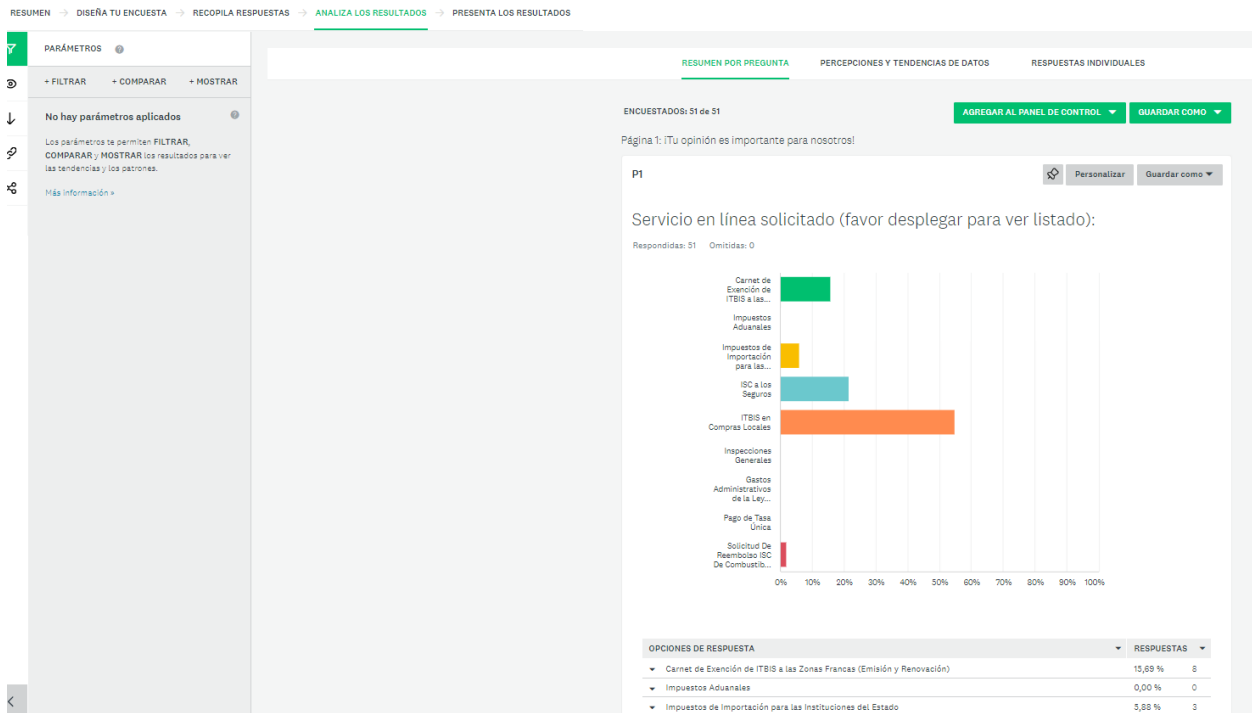 RESUMEN → DISEÑA TU ENCUESTA → RECOPILA RESPUESTAS → ANALIZA LOS RESULTADOS → PRESENTA LOS RESULTADOS
PARÁMETROS
+ FILTRAR + COMPARAR + MOSTRAR
No hay parámetros aplicados
Los parámetros te permiten FILTRAR,
COMPARAR y MOSTRAR los resultados para ver
las tendencias y los patrones.
Más información »
RESUMEN POR PREGUNTA PERCEPCIONES Y TENDENCIAS DE DATOS RESPUESTAS INDIVIDUALES
ENCUESTADOS: 51 de 51
AGREGAR AL PANEL DE CONTROL GUARDAR COMO
Página 1: ¡Tu opinión es importante para nosotros!
P1
Personalizar Guardar como
Servicio en línea solicitado (favor desplegar para ver listado):
Respondidas: 51 Omitidas: 0
Carnet de
Exención de
ITBIS a las...
Impuestos
Aduanales
Impuestos de
Importación
para las...
ISC a los
Seguros
ITBIS en
Compras Locales
Inspecciones
Generales
Gastos
Administrativos
de la Ley...
Pago de Tasa
Única
Solicitud De
Reembolso ISC
De Combustib...
0% 10% 20% 30% 40% 50% 60% 70% 80% 90% 100%
OPCIONES DE RESPUESTA RESPUESTAS
Carnet de Exención de ITBIS a las Zonas Francas (Emisión y Renovación) 15,69 % 8
Impuestos Aduanales 0,00 % 0
Impuestos de Importación para las Instituciones del Estado 5,88 % 3